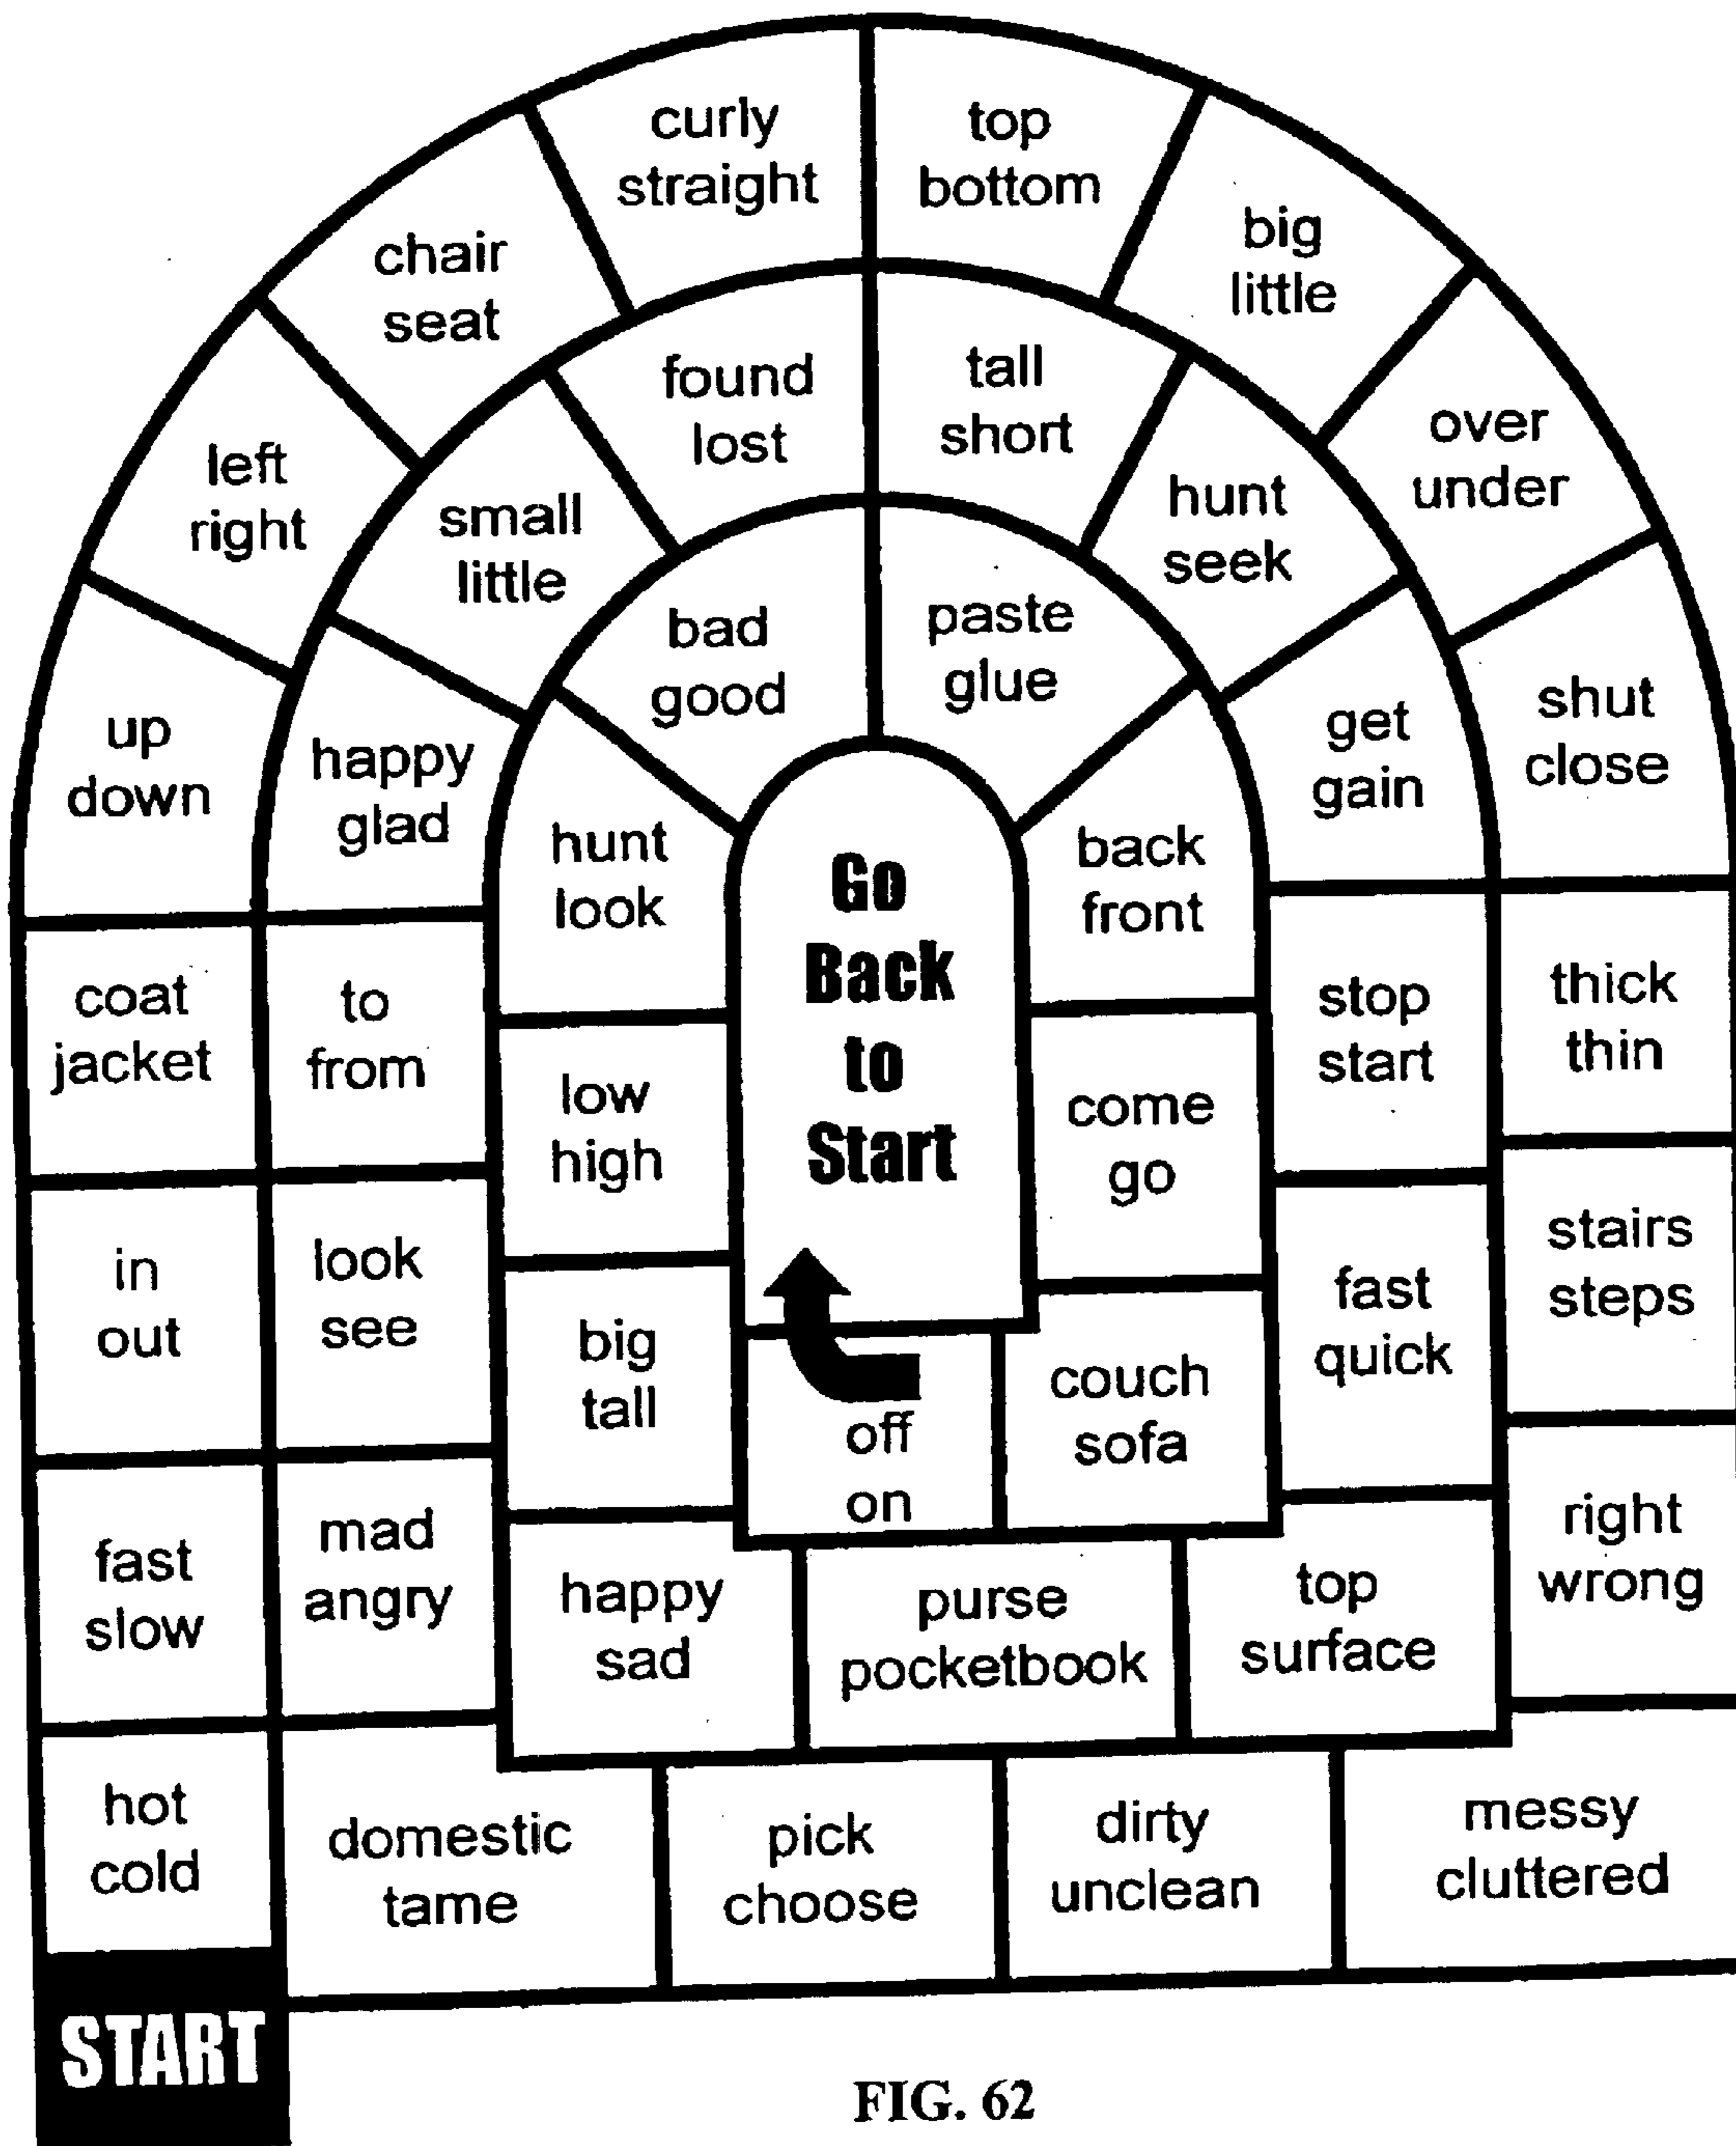 START
hot
cold
fast
slow
in
out
coat
jacket
up
down
left
right
chair
seat
curly
straight
top
bottom
big
little
over
under
shut
close
thick
thin
stairs
steps
right
wrong
messy
cluttered
dirty
unclean
pick
choose
domestic
tame
mad
angry
look
see
to
from
happy
glad
small
little
found
lost
tall
short
hunt
seek
get
gain
stop
start
fast
quick
top
surface
purse
pocketbook
happy
sad
big
tall
low
high
hunt
look
bad
good
paste
glue
back
front
come
go
couch
sofa
off
on
Go
Back
to
Start
FIG. 62